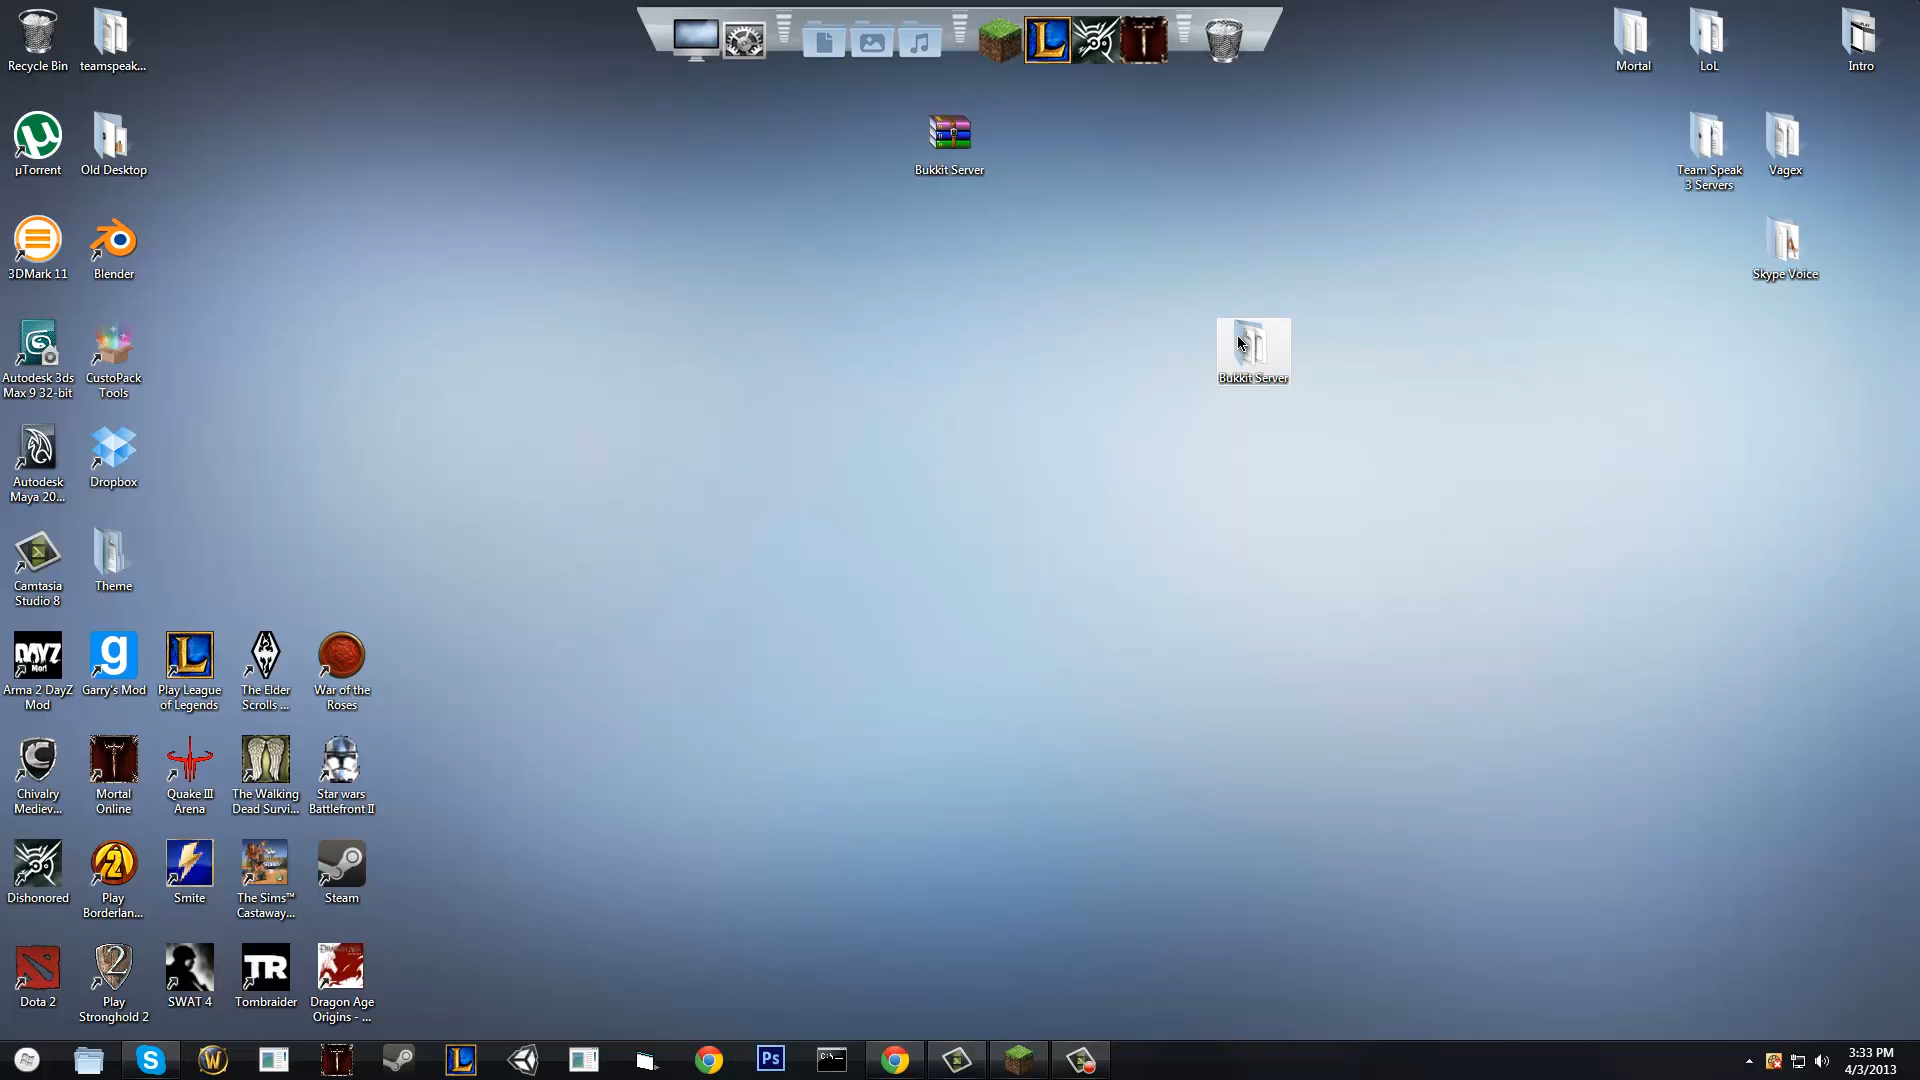 Recycle Bin
teamspeak...
Mortal
LoL
Intro
µTorrent
Old Desktop
Bukkit Server
Team Speak
3 Servers
Vagex
3DMark 11
Blender
Skype Voice
Autodesk 3ds
Max 9 32-bit
CustoPack
Tools
Bukkit Server
Autodesk
Maya 20...
Dropbox
Camtasia
Studio 8
Theme
Arma 2 DayZ
Mod
Garry's Mod
Play League
of Legends
The Elder
Scrolls ...
War of the
Roses
Chivalry
Mediev...
Mortal
Online
Quake III
Arena
The Walking
Dead Survi...
Star wars
Battlefront II
Dishonored
Play
Borderlan...
Smite
The Sims™
Castaway...
Steam
Dota 2
Play
Stronghold 2
SWAT 4
Tombraider
Dragon Age
Origins - ...
3:33 PM
4/3/2013